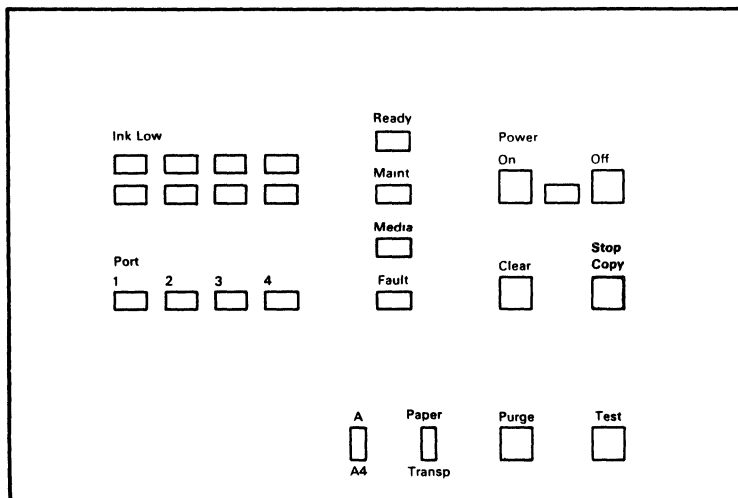 Ink Low
Ready
Power
On Off
Maint
Media
Port
1 2 3 4
Fault
Clear
Stop
Copy
A Paper Purge Test
A4 Transp